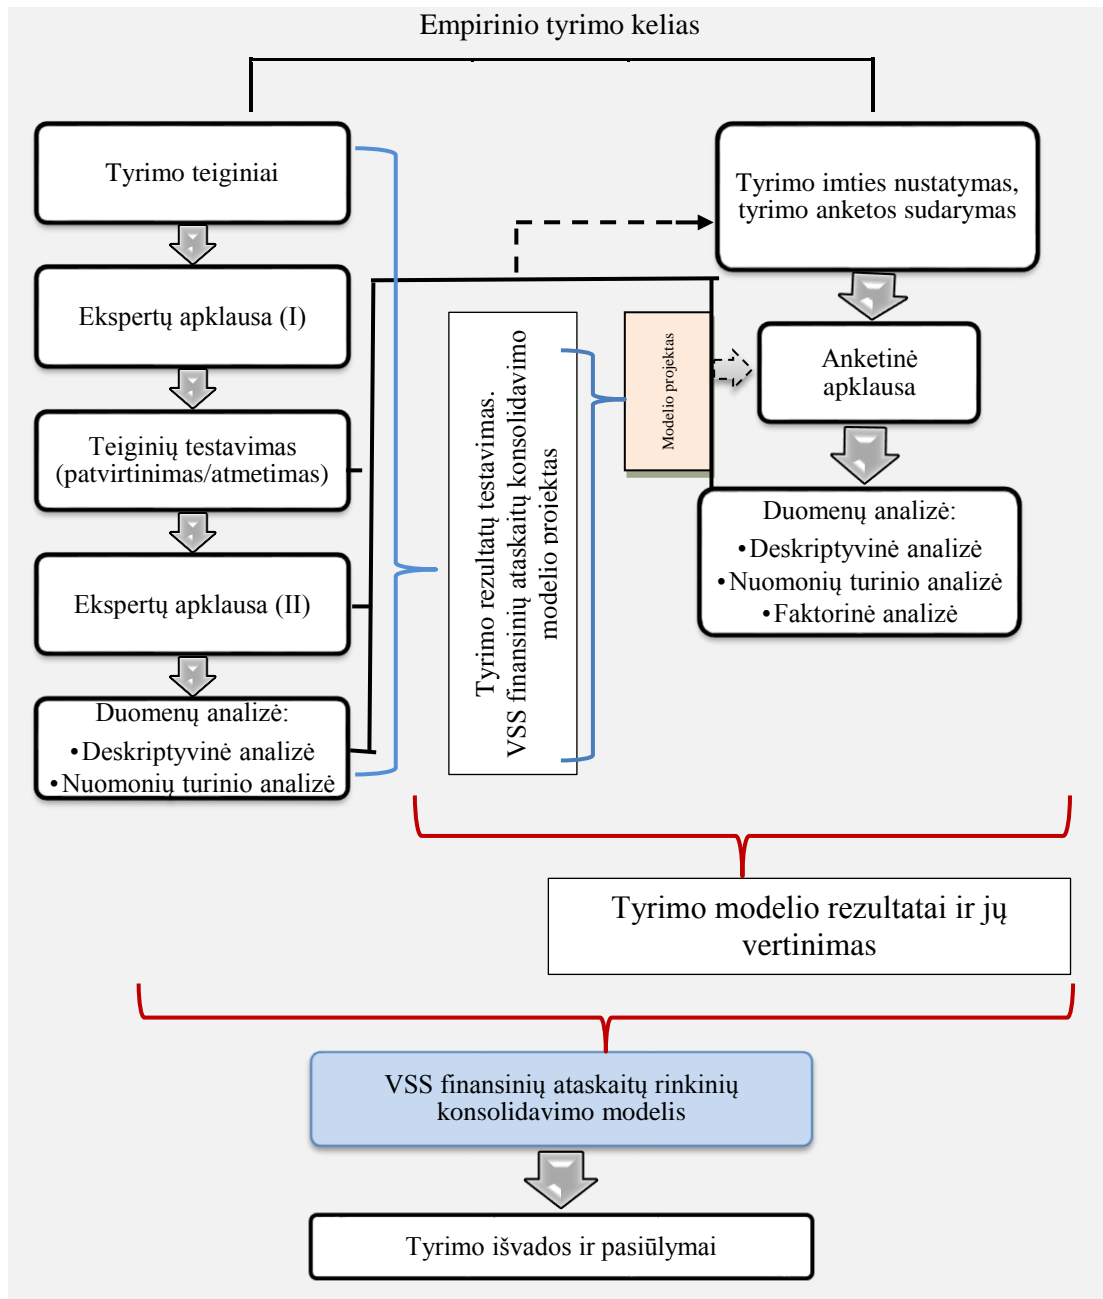 Empirinio tyrimo kelias
Tyrimo teiginiai
Ekspertų apklausa (I)
Teiginių testavimas
(patvirtinimas/atmetimas)
Ekspertų apklausa (II)
Duomenų analizė:
•Deskriptyvinė analizė
•Nuomonių turinio analizė
Tyrimo rezultatų testavimas.
VSS finansinių ataskaitų konsolidavimo
modelio projektas
Modelio projektas
Tyrimo imties nustatymas,
tyrimo anketos sudarymas
Anketinė
apklausa
Duomenų analizė:
•Deskriptyvinė analizė
•Nuomonių turinio analizė
•Faktorinė analizė
Tyrimo modelio rezultatai ir jų
vertinimas
VSS finansinių ataskaitų rinkinių
konsolidavimo modelis
Tyrimo išvados ir pasiūlymai